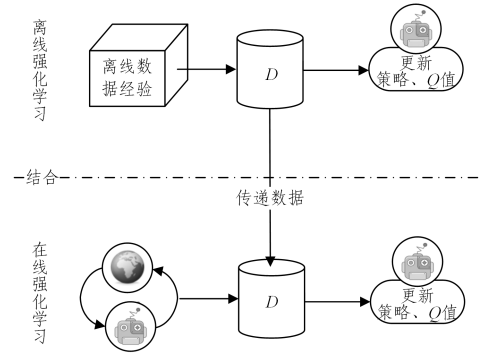 离线强化学习
离线数
据经验
D
更新
策略、Q值
结合
传递数据
在线强化学习
D
更新
策略、Q值